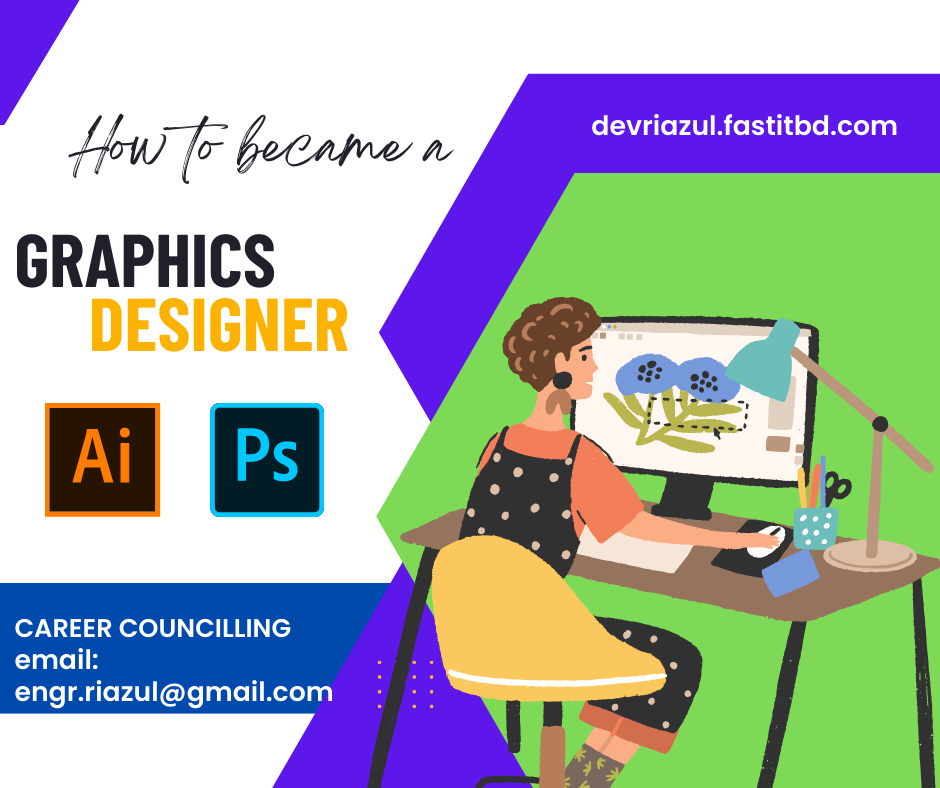 devriazul.fastitbd.com
How to became a
GRAPHICS
DESIGNER
Ai
Ps
CAREER COUNCILLING
email:
engr.riazul@gmail.com